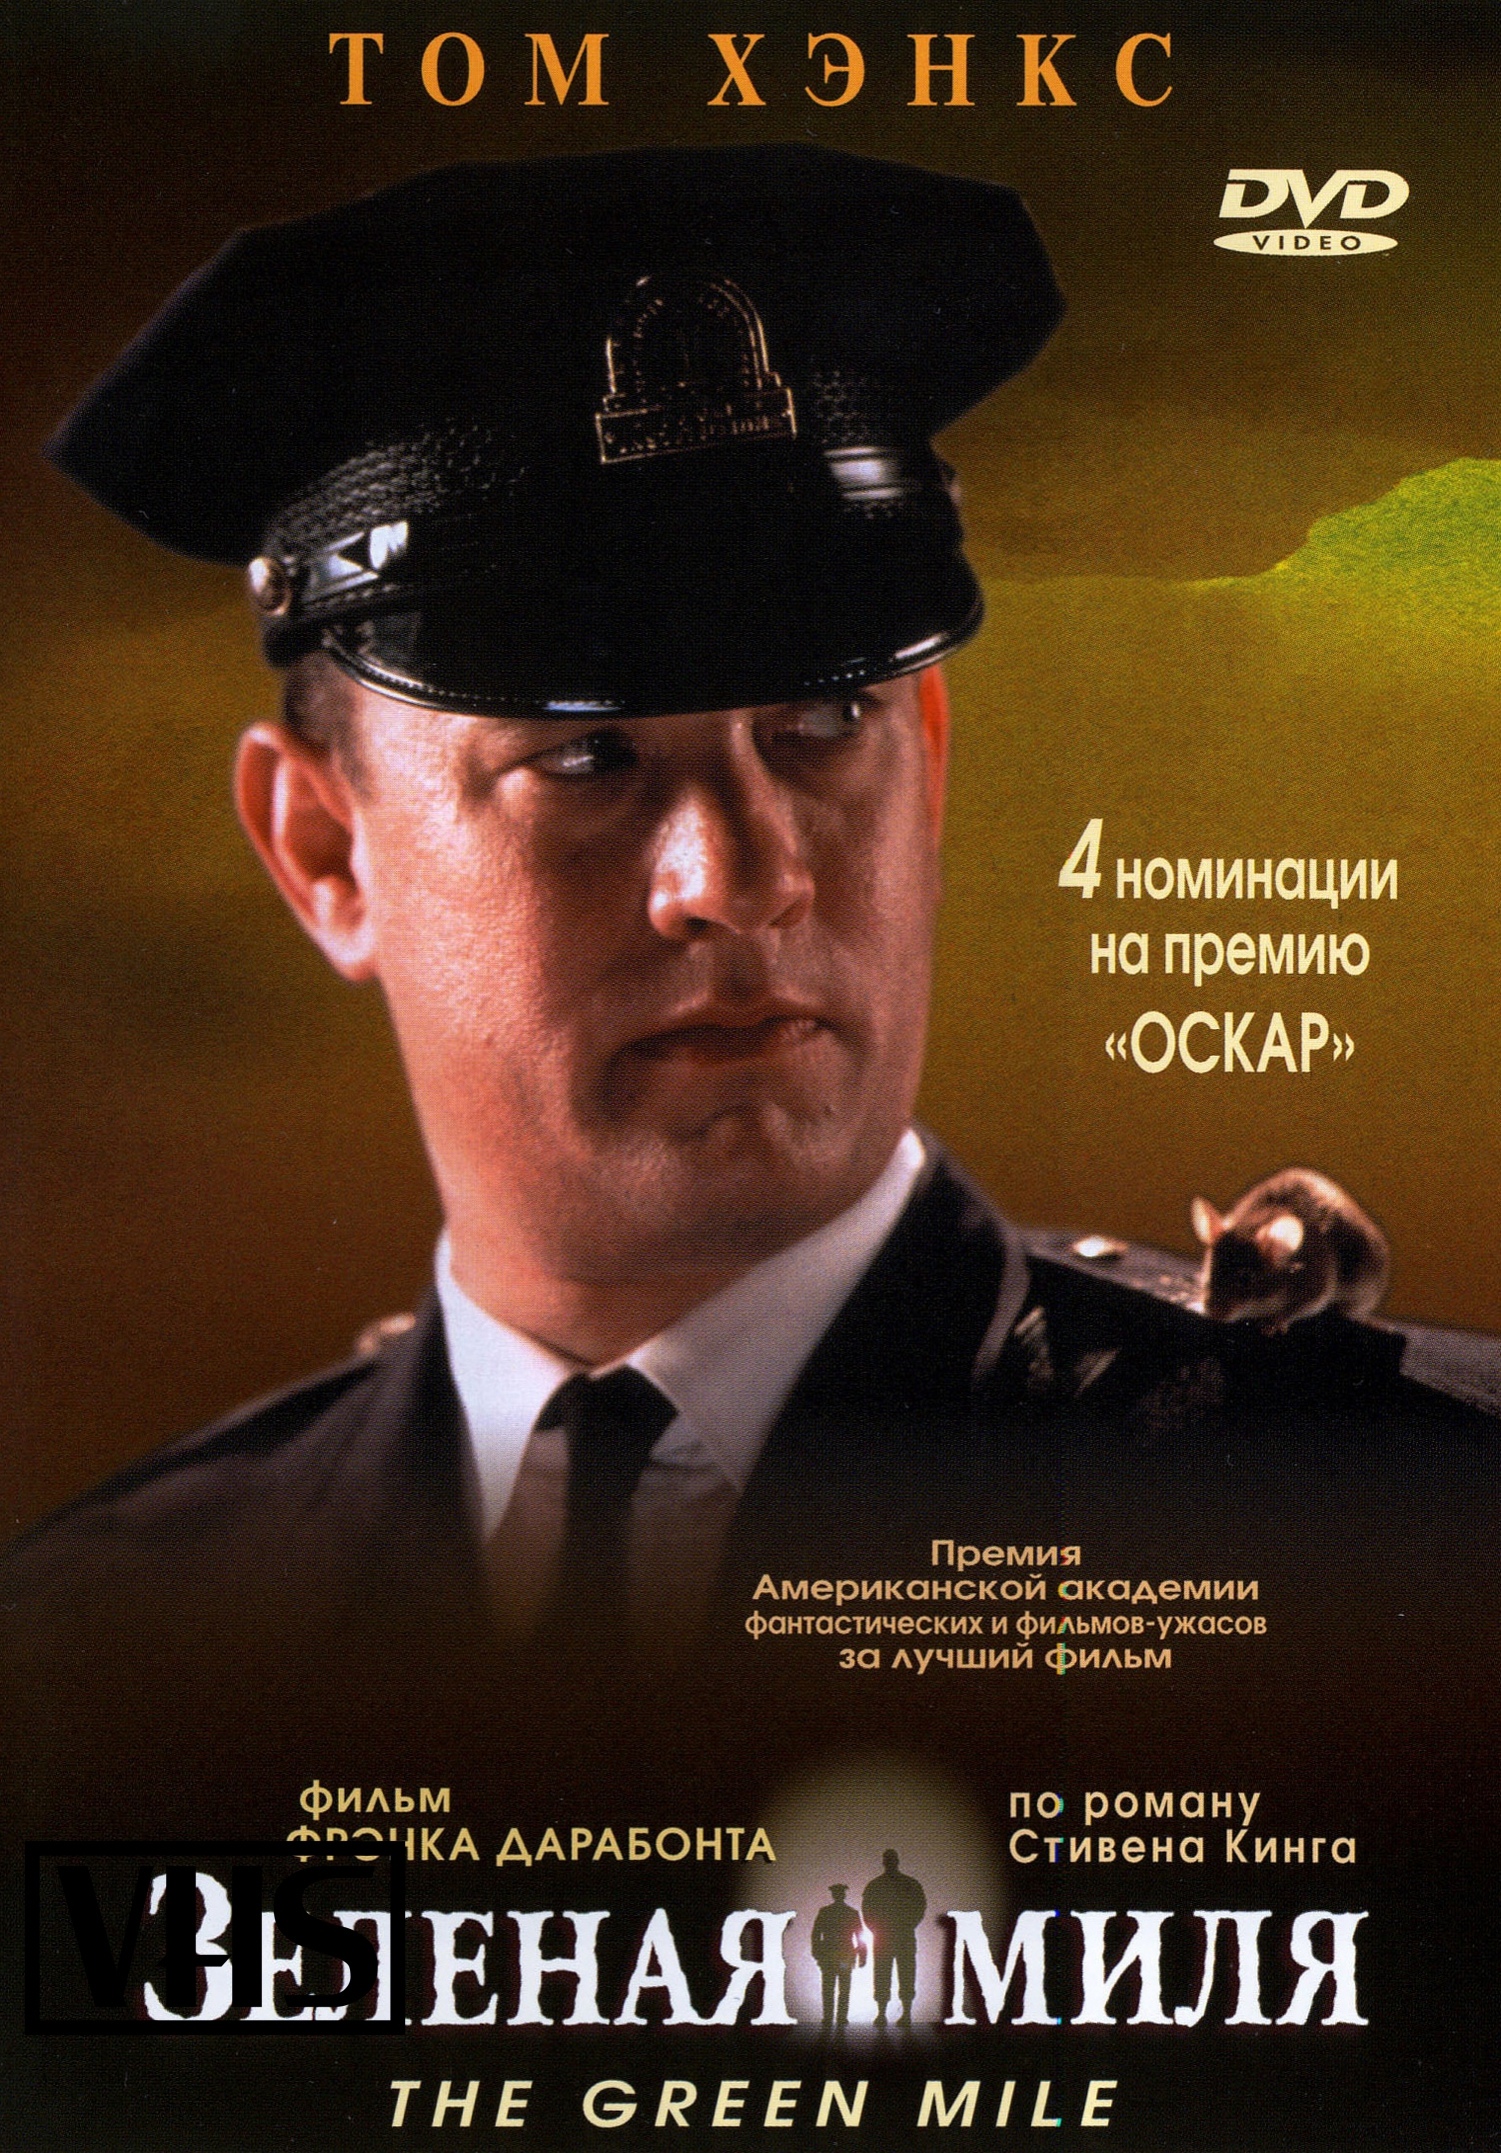 ТОМ ХЭНКС
DVD
VIDEO
4 номинации
на премию
«ОСКАР»
Премия
Американской академии
фантастических и фильмов-ужасов
за лучший фильм
фильм
ФРЭНКА ДАРАБОНТА
по роману
Стивена Кинга
VHS
ЗЕЛЕНАЯ МИЛЯ
THE GREEN MILE